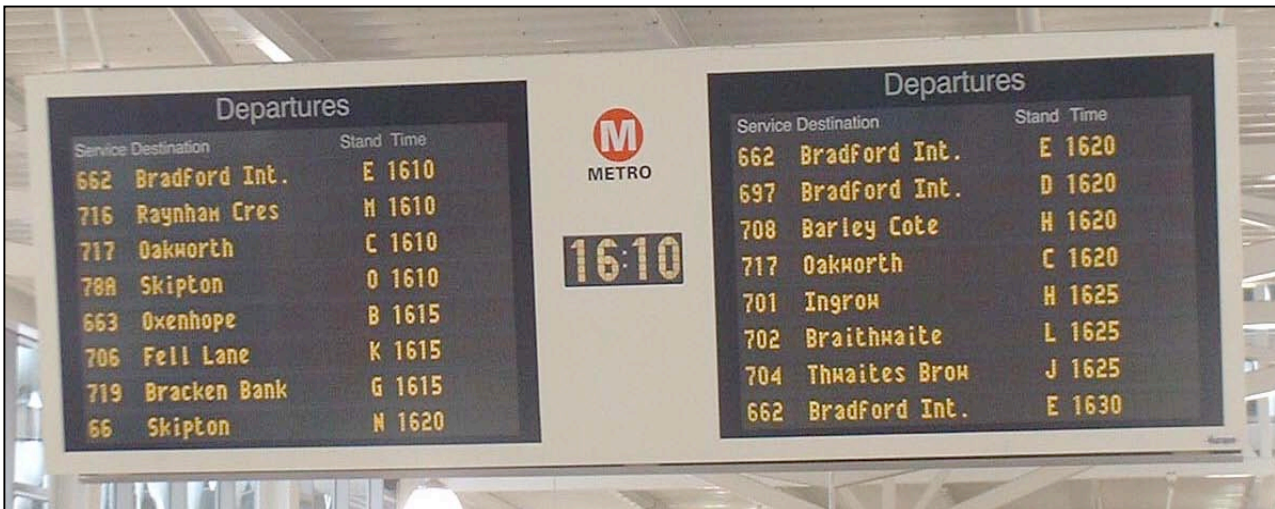 Departures
Service Destination Stand Time
662 Bradford Int. E 1610
716 Raynham Cres M 1610
717 Oakworth C 1610
78A Skipton O 1610
663 Oxenhope B 1615
706 Fell Lane K 1615
719 Bracken Bank G 1615
66 Skipton N 1620
M
METRO
16:10
Departures
Service Destination Stand Time
662 Bradford Int. E 1620
697 Bradford Int. D 1620
708 Barley Cote H 1620
717 Oakworth C 1620
701 Ingrow H 1625
702 Braithwaite L 1625
704 Thwaites Brow J 1625
662 Bradford Int. E 1630